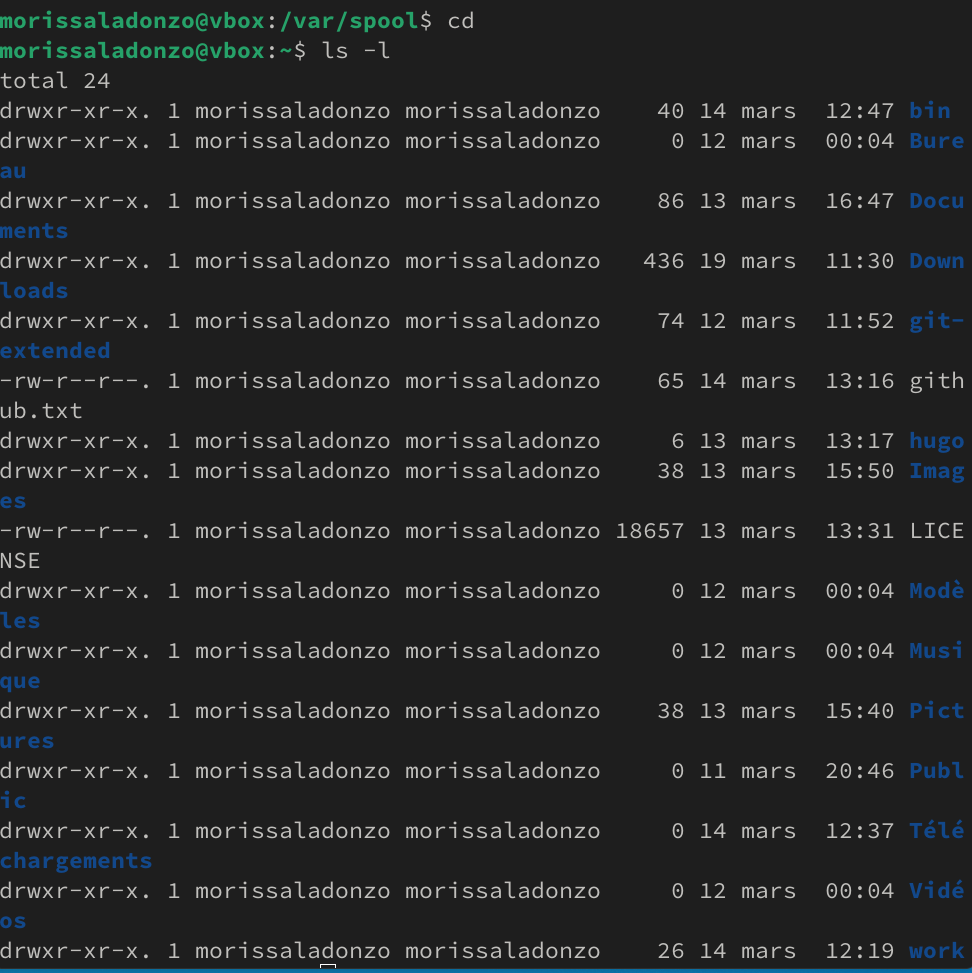 morissaladonzo@vbox:/var/spool$ cd
morissaladonzo@vbox:~$ ls -l
total 24
drwxr-xr-x. 1 morissaladonzo morissaladonzo    40 14 mars  12:47 bin
drwxr-xr-x. 1 morissaladonzo morissaladonzo     0 12 mars  00:04 Bure
au
drwxr-xr-x. 1 morissaladonzo morissaladonzo    86 13 mars  16:47 Docu
ments
drwxr-xr-x. 1 morissaladonzo morissaladonzo   436 19 mars  11:30 Down
loads
drwxr-xr-x. 1 morissaladonzo morissaladonzo    74 12 mars  11:52 git-
extended
-rw-r--r--. 1 morissaladonzo morissaladonzo    65 14 mars  13:16 gith
ub.txt
drwxr-xr-x. 1 morissaladonzo morissaladonzo     6 13 mars  13:17 hugo
drwxr-xr-x. 1 morissaladonzo morissaladonzo    38 13 mars  15:50 Imag
es
-rw-r--r--. 1 morissaladonzo morissaladonzo 18657 13 mars  13:31 LICE
NSE
drwxr-xr-x. 1 morissaladonzo morissaladonzo     0 12 mars  00:04 Modè
les
drwxr-xr-x. 1 morissaladonzo morissaladonzo     0 12 mars  00:04 Musi
que
drwxr-xr-x. 1 morissaladonzo morissaladonzo    38 13 mars  15:40 Pict
ures
drwxr-xr-x. 1 morissaladonzo morissaladonzo     0 11 mars  20:46 Publ
ic
drwxr-xr-x. 1 morissaladonzo morissaladonzo     0 14 mars  12:37 Télé
chargements
drwxr-xr-x. 1 morissaladonzo morissaladonzo     0 12 mars  00:04 Vidé
os
drwxr-xr-x. 1 morissaladonzo morissaladonzo    26 14 mars  12:19 work